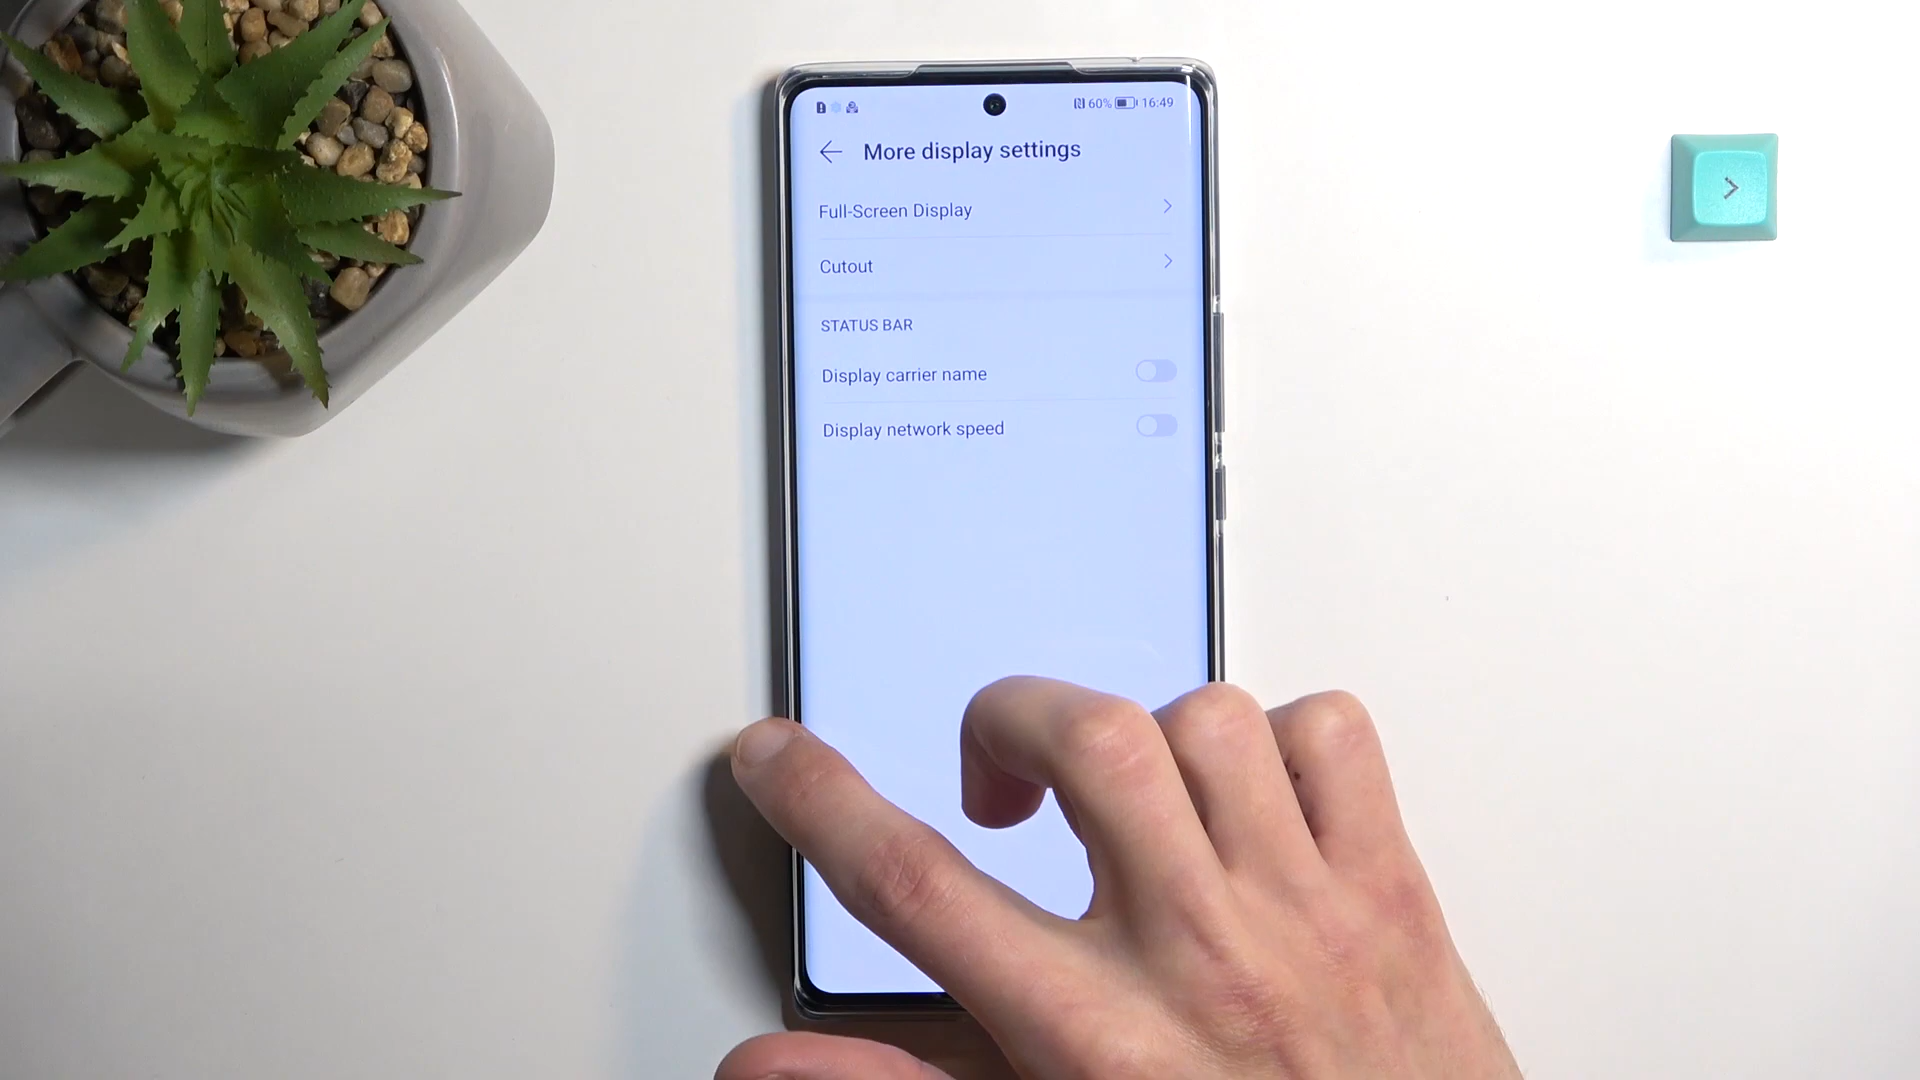 60% 16:49
More display settings
Full-Screen Display
Cutout
STATUS BAR
Display carrier name
Display network speed